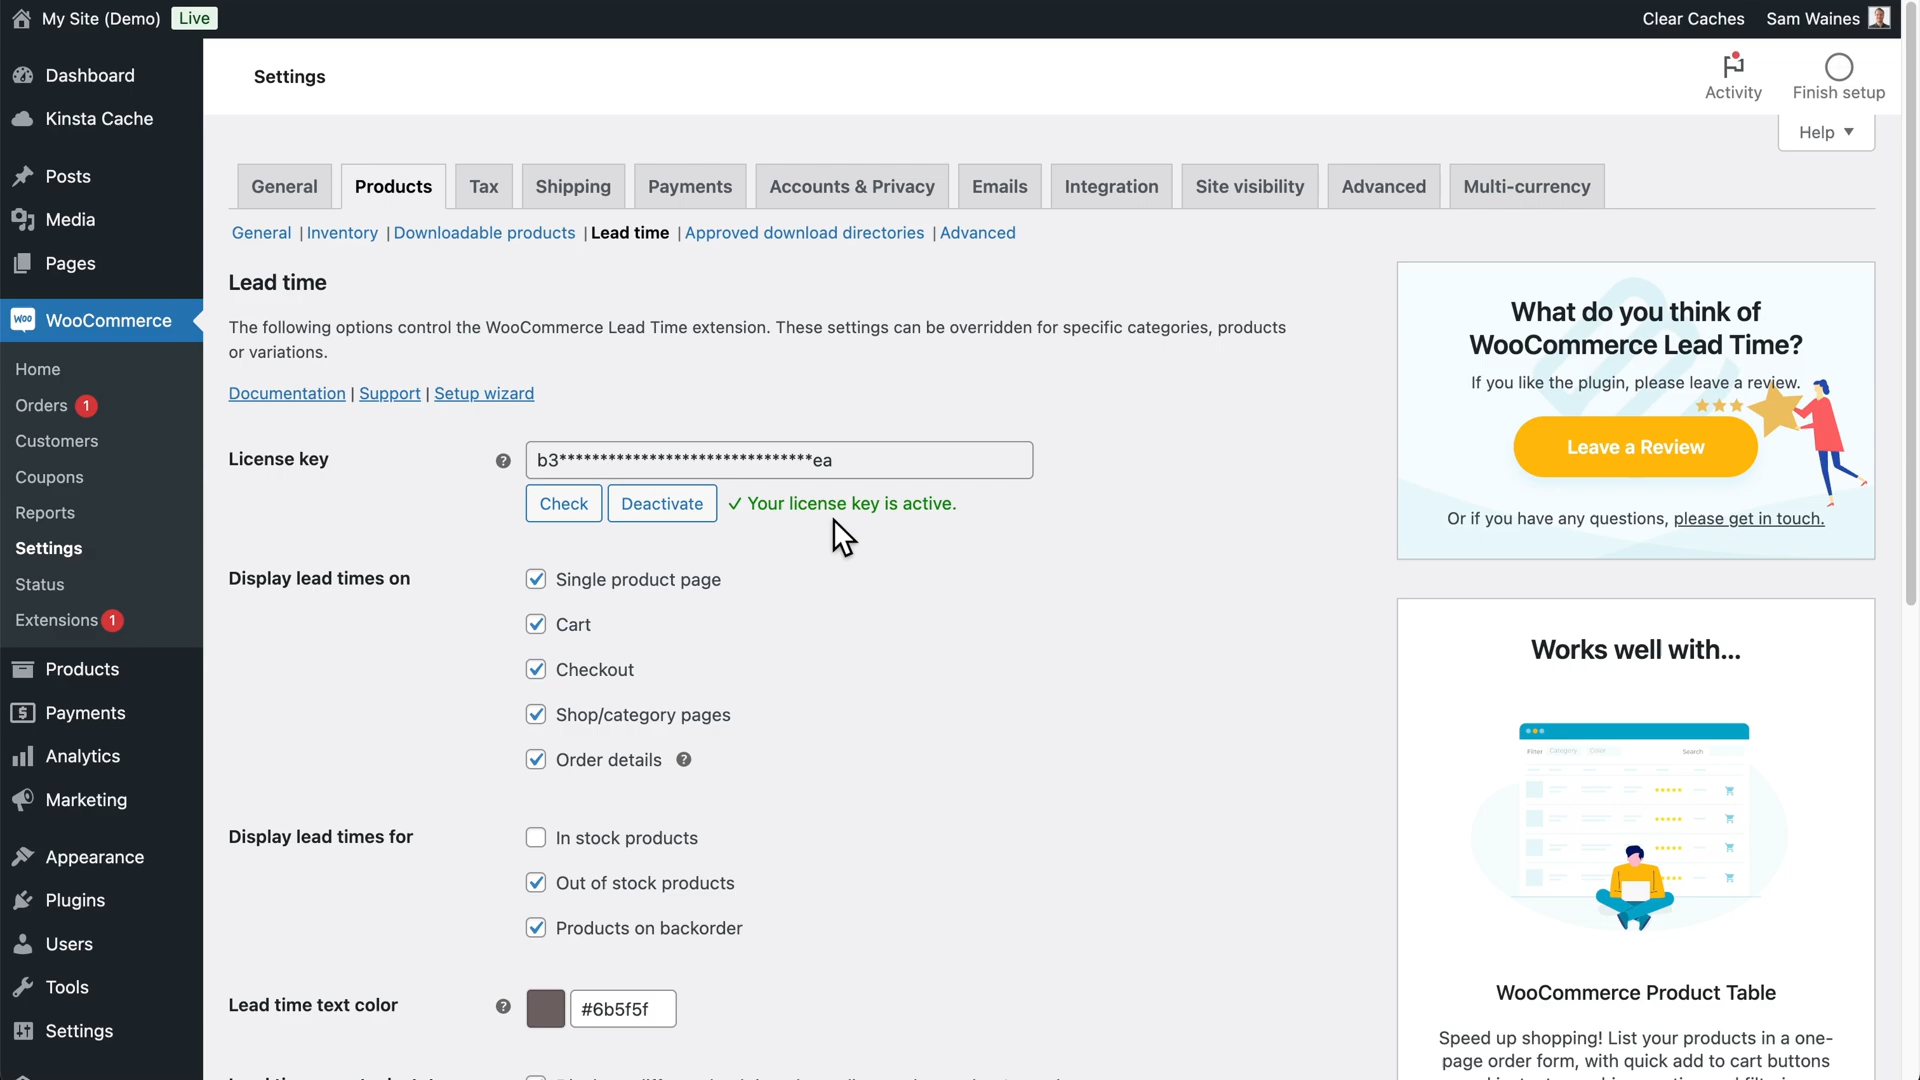 My Site (Demo) Live
Clear Caches Sam Waines
Dashboard
Kinsta Cache
Posts
Media
Pages
WooCommerce
Home
Orders 1
Customers
Coupons
Reports
Settings
Status
Extensions 1
Products
Payments
Analytics
Marketing
Appearance
Plugins
Users
Tools
Settings
Settings
Activity
Finish setup
Help
General Products Tax Shipping Payments Accounts & Privacy Emails Integration Site visibility Advanced Multi-currency
General | Inventory | Downloadable products | Lead time | Approved download directories | Advanced
Lead time
The following options control the WooCommerce Lead Time extension. These settings can be overridden for specific categories, products
or variations.
Documentation | Support | Setup wizard
License key
b3*******************************ea
Check Deactivate ✓ Your license key is active.
Display lead times on
Single product page
Cart
Checkout
Shop/category pages
Order details
Display lead times for
In stock products
Out of stock products
Products on backorder
Lead time text color
#6b5f5f
What do you think of
WooCommerce Lead Time?
If you like the plugin, please leave a review.
Leave a Review
Or if you have any questions, please get in touch.
Works well with...
Filter Category Color Search
WooCommerce Product Table
Speed up shopping! List your products in a one-
page order form, with quick add to cart buttons